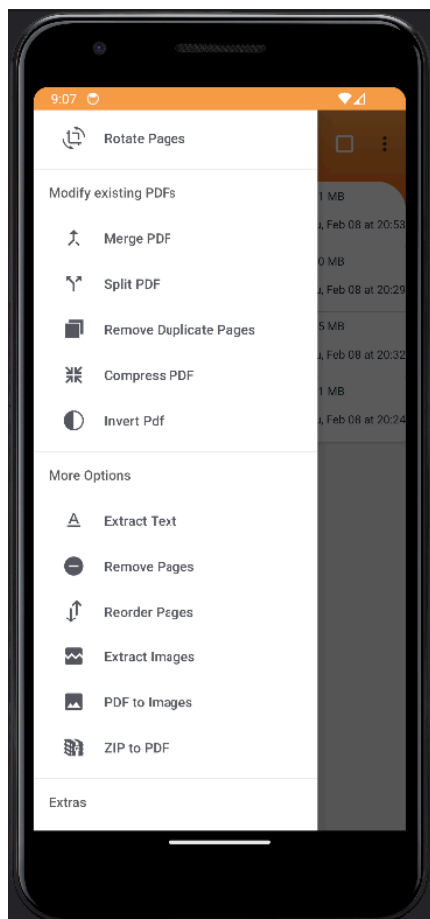 9:07
Rotate Pages
Modify existing PDFs
1 MB
Merge PDF
, Feb 08 at 20:53
0 MB
Split PDF
, Feb 08 at 20:29
Remove Duplicate Pages
5 MB
, Feb 08 at 20:32
Compress PDF
1 MB
Invert Pdf
, Feb 08 at 20:24
More Options
Extract Text
Remove Pages
Reorder Pages
Extract Images
PDF to Images
ZIP to PDF
Extras